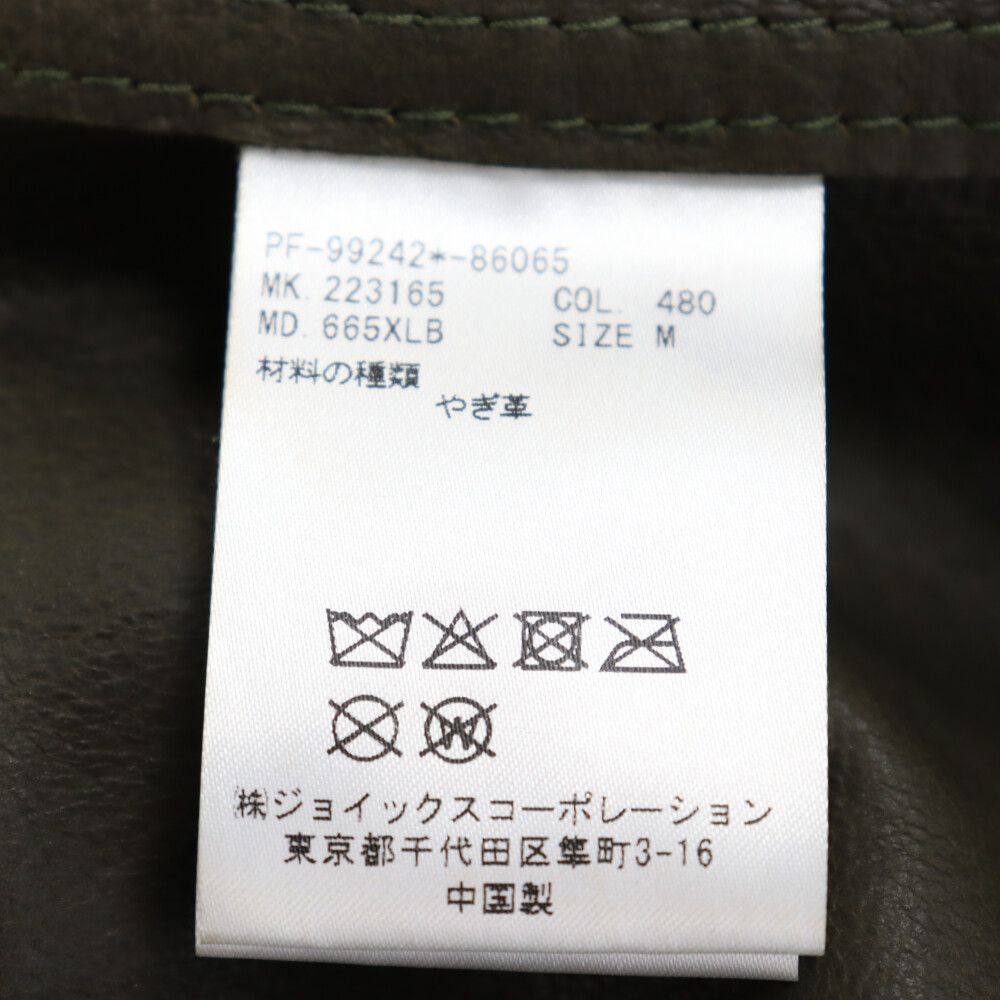 PF-99242*-86065
MK. 223165 COL. 480
MD. 665XLB SIZE M
材料の種類
やぎ革
W
㈱ジョイックスコーポレーション
東京都千代田区隼町3-16
中国製